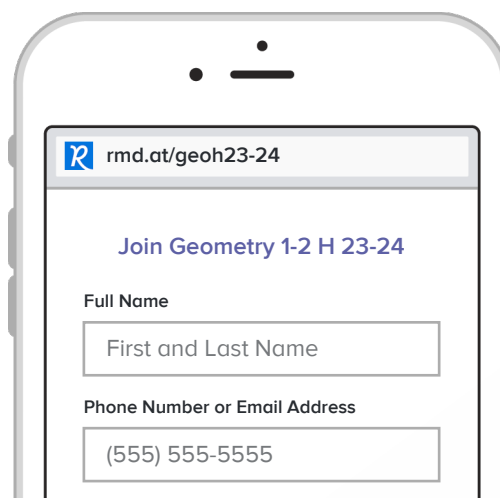 rmd.at/geoh23-24
Join Geometry 1-2 H 23-24
Full Name
First and Last Name
Phone Number or Email Address
(555) 555-5555